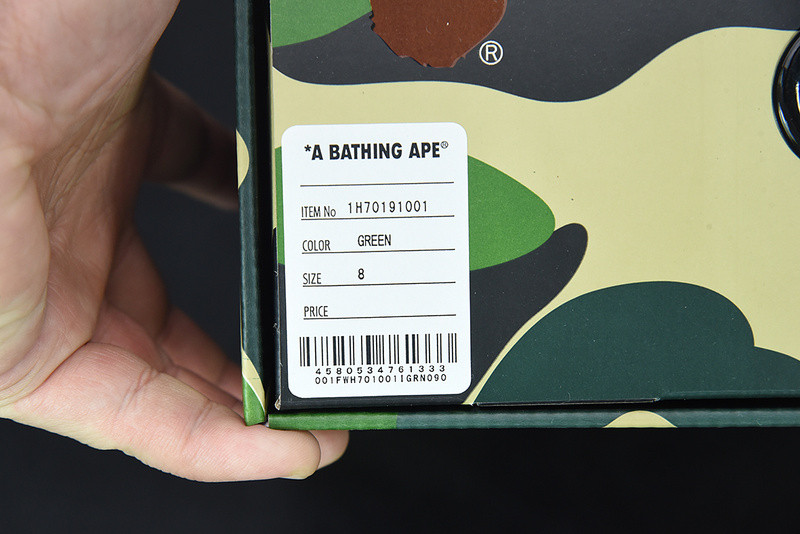 ®
*A BATHING APE®
ITEM No 1H70191001
COLOR GREEN
SIZE 8
PRICE
4580534761333
001FWH701001IGRN090